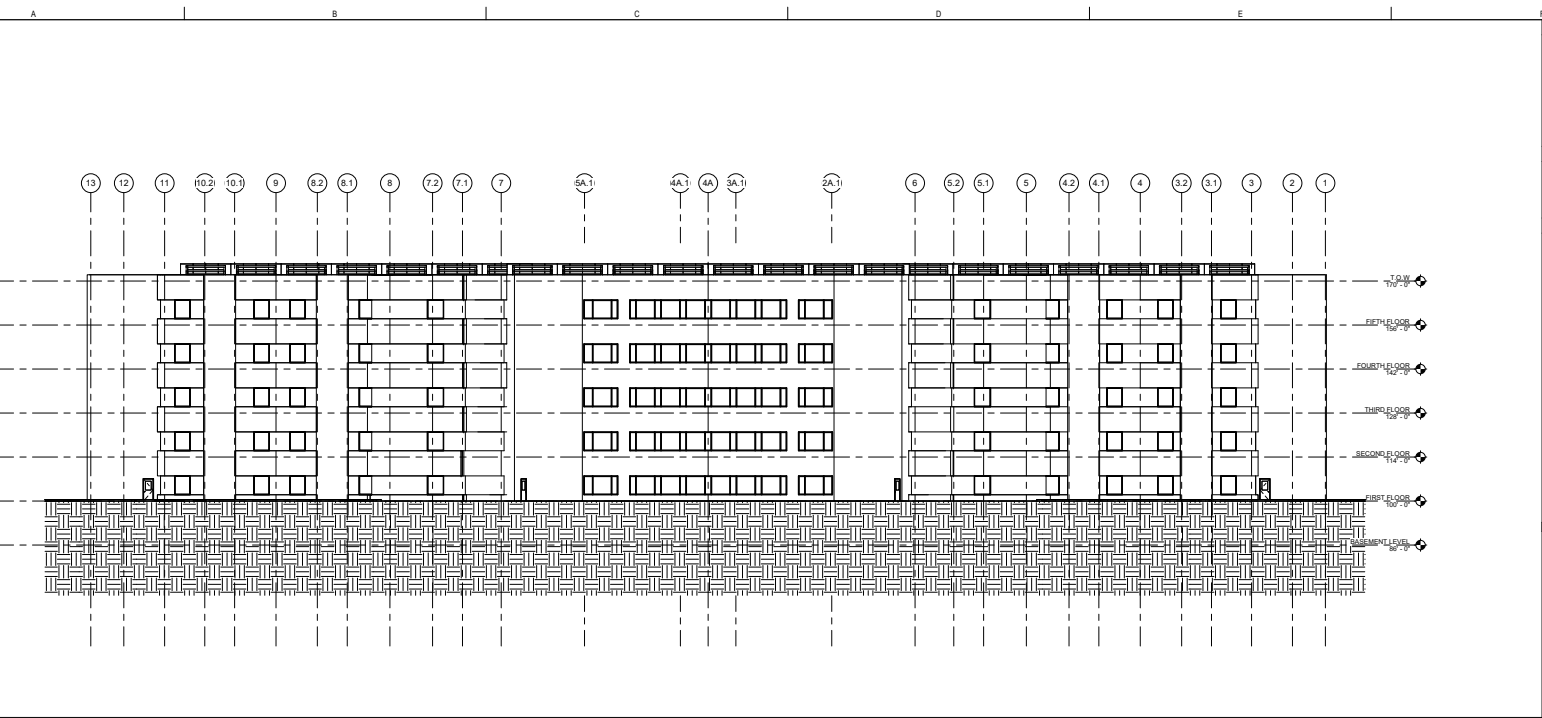 A B C D E
13 12 11 10.2 10.1 9 8.2 8.1 8 7.2 7.1 7 5A.1 4A.1 4A 3A.1 2A.1 6 5.2 5.1 5 4.2 4.1 4 3.2 3.1 3 2 1
T.O.W
170' - 0"
FIFTH FLOOR
156' - 0"
FOURTH FLOOR
142' - 0"
THIRD FLOOR
128' - 0"
SECOND FLOOR
114' - 0"
FIRST FLOOR
100' - 0"
BASEMENT LEVEL
86' - 0"